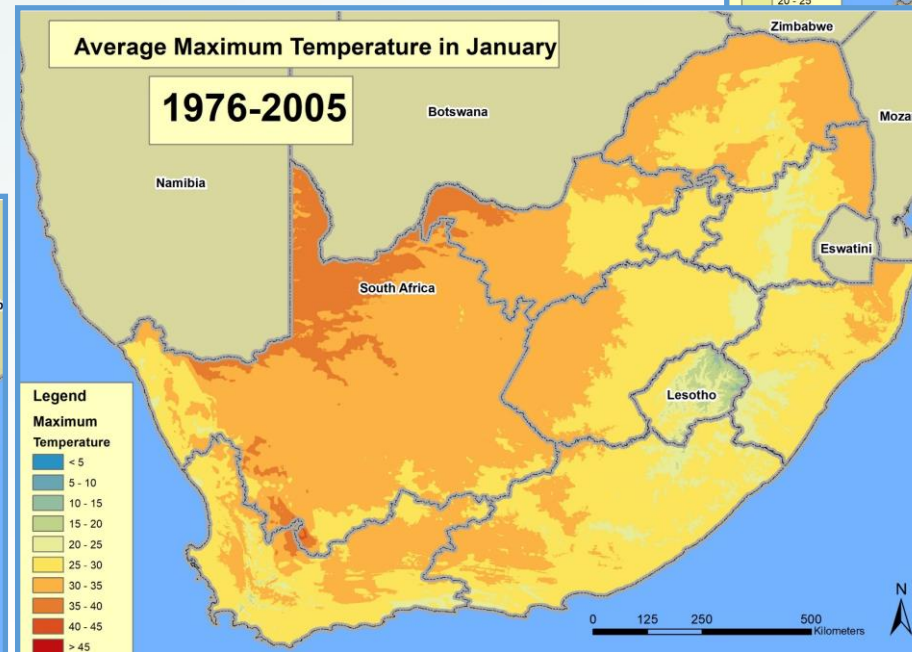 20 - 25
Average Maximum Temperature in January
1976-2005
Zimbabwe
Botswana
Namibia
Eswatini
South Africa
Lesotho
Legend
Maximum
Temperature
< 5
5 - 10
10 - 15
15 - 20
20 - 25
25 - 30
30 - 35
35 - 40
40 - 45
> 45
N
0 125 250 500
Kilometers